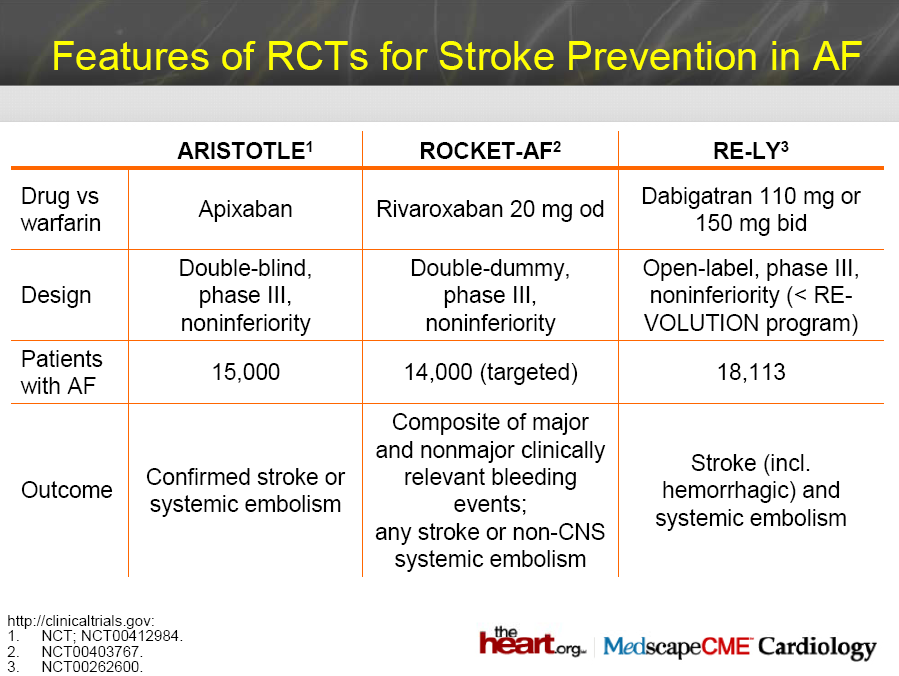 Features of RCTs for Stroke Prevention in AF
ARISTOTLE1 ROCKET-AF2 RE-LY3
Drug vs
warfarin
Apixaban
Rivaroxaban 20 mg od
Dabigatran 110 mg or
150 mg bid
Design
Double-blind,
phase III,
noninferiority
Double-dummy,
phase III,
noninferiority
Open-label, phase III,
noninferiority (< RE-
VOLUTION program)
Patients
with AF
15,000
14,000 (targeted)
18,113
Outcome
Confirmed stroke or
systemic embolism
Composite of major
and nonmajor clinically
relevant bleeding
events;
any stroke or non-CNS
systemic embolism
Stroke (incl.
hemorrhagic) and
systemic embolism
http://clinicaltrials.gov:
1. NCT; NCT00412984.
2. NCT00403767.
3. NCT00262600.
theheart.org
MedscapeCME Cardiology